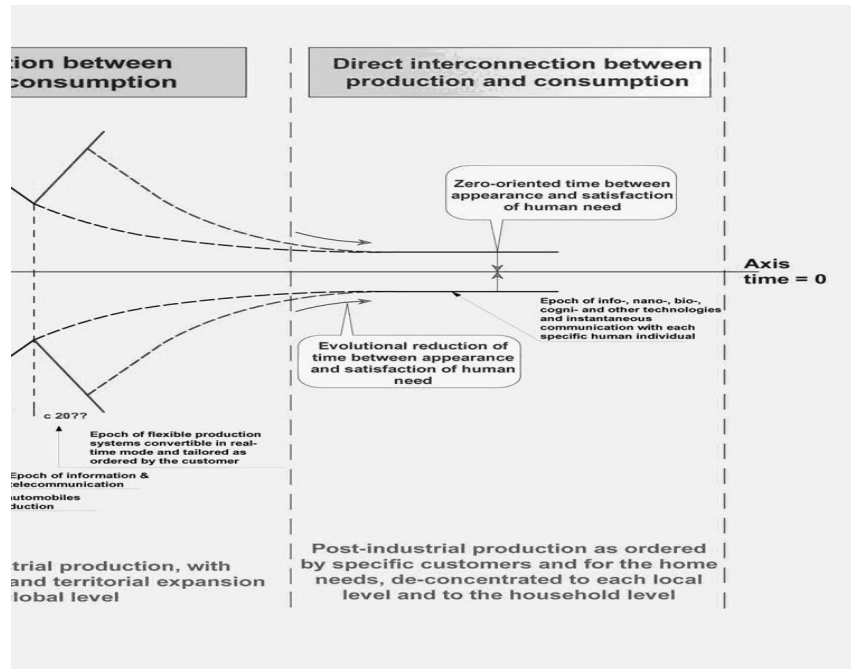 tion between
consumption
Direct interconnection between
production and consumption
Zero-oriented time between
appearance and satisfaction
of human need
Axis
time = 0
Epoch of info-, nano-, bio-,
cogni- and other technologies
and instantaneous
communication with each
specific human individual
Evolutional reduction of
time between appearance
and satisfaction of human
need
c 20??
Epoch of flexible production
systems convertible in real-
time mode and tailored as
ordered by the customer
Epoch of information &
telecommunication
automobiles
duction
trial production, with
and territorial expansion
lobal level
Post-industrial production as ordered
by specific customers and for the home
needs, de-concentrated to each local
level and to the household level